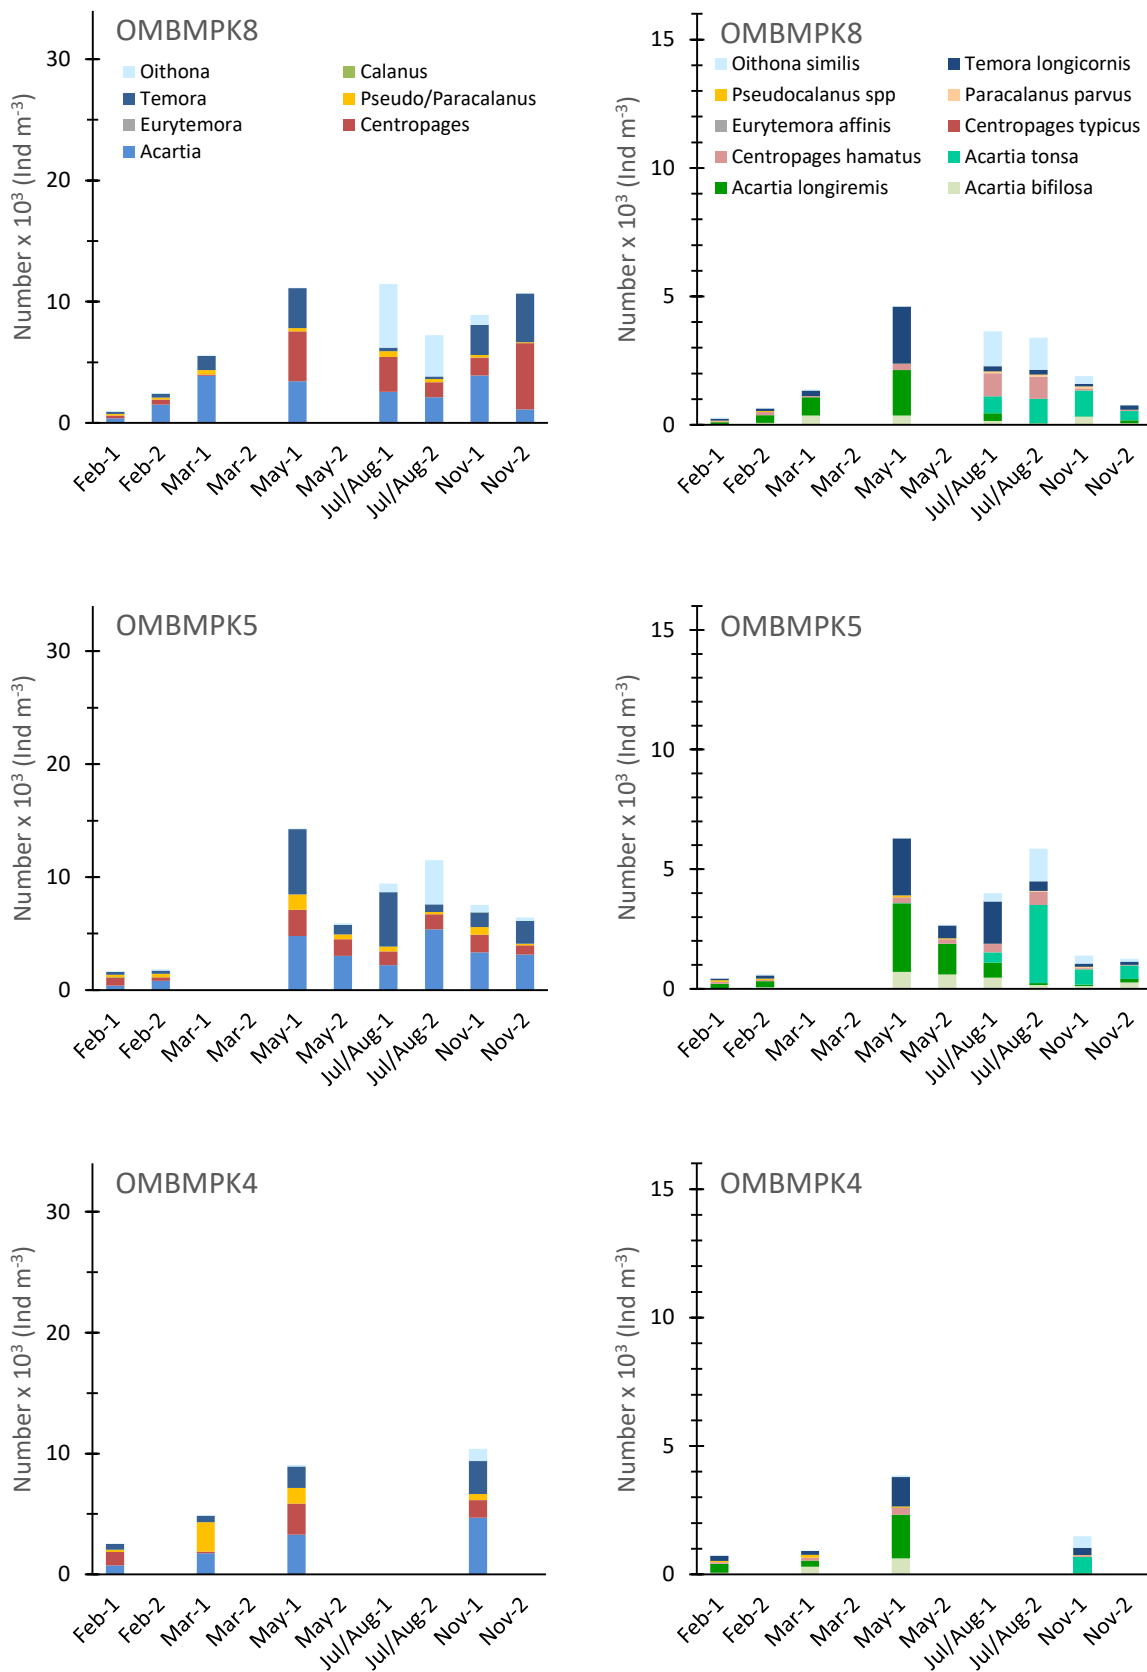 OMBMPK8
Oithona
Calanus
Temora
Pseudo/Paracalanus
Eurytemora
Centropages
Acartia
Number x 10³ (Ind m⁻³)
30
20
10
0
Feb-1
Feb-2
Mar-1
Mar-2
May-1
May-2
Jul//Aug-1
Jul//Aug-2
Nov-1
Nov-2
OMBMPK8
Oithona similis
Temora longicornis
Pseudocalanus spp
Paracalanus parvus
Eurytemora affinis
Centropages typicus
Centropages hamatus
Acartia tonsa
Acartia longiremis
Acartia bifilosa
Number x 10³ (Ind m⁻³)
15
10
5
0
Feb-1
Feb-2
Mar-1
Mar-2
May-1
May-2
Jul//Aug-1
Jul//Aug-2
Nov-1
Nov-2
OMBMPK5
Number x 10³ (Ind m⁻³)
30
20
10
0
Feb-1
Feb-2
Mar-1
Mar-2
May-1
May-2
Jul//Aug-1
Jul//Aug-2
Nov-1
Nov-2
OMBMPK5
Number x 10³ (Ind m⁻³)
15
10
5
0
Feb-1
Feb-2
Mar-1
Mar-2
May-1
May-2
Jul//Aug-1
Jul//Aug-2
Nov-1
Nov-2
OMBMPK4
Number x 10³ (Ind m⁻³)
30
20
10
0
Feb-1
Feb-2
Mar-1
Mar-2
May-1
May-2
Jul//Aug-1
Jul//Aug-2
Nov-1
Nov-2
OMBMPK4
Number x 10³ (Ind m⁻³)
15
10
5
0
Feb-1
Feb-2
Mar-1
Mar-2
May-1
May-2
Jul//Aug-1
Jul//Aug-2
Nov-1
Nov-2